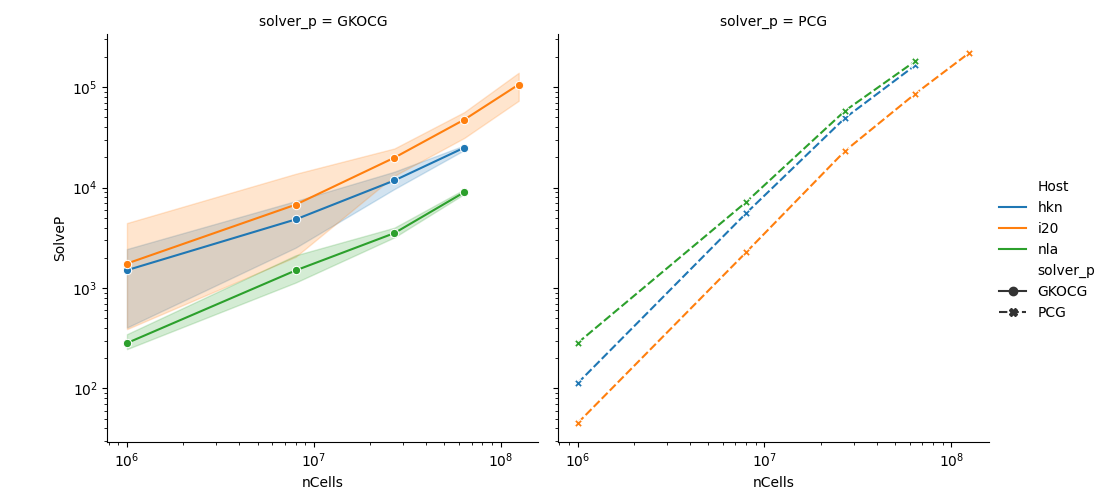 solver_p = GKOCG
solver_p = PCG
SolveP
10^5
10^4
10^3
10^2
10^6
10^7
10^8
nCells
10^6
10^7
10^8
nCells
Host
hkn
i20
nla
solver_p
GKOCG
PCG